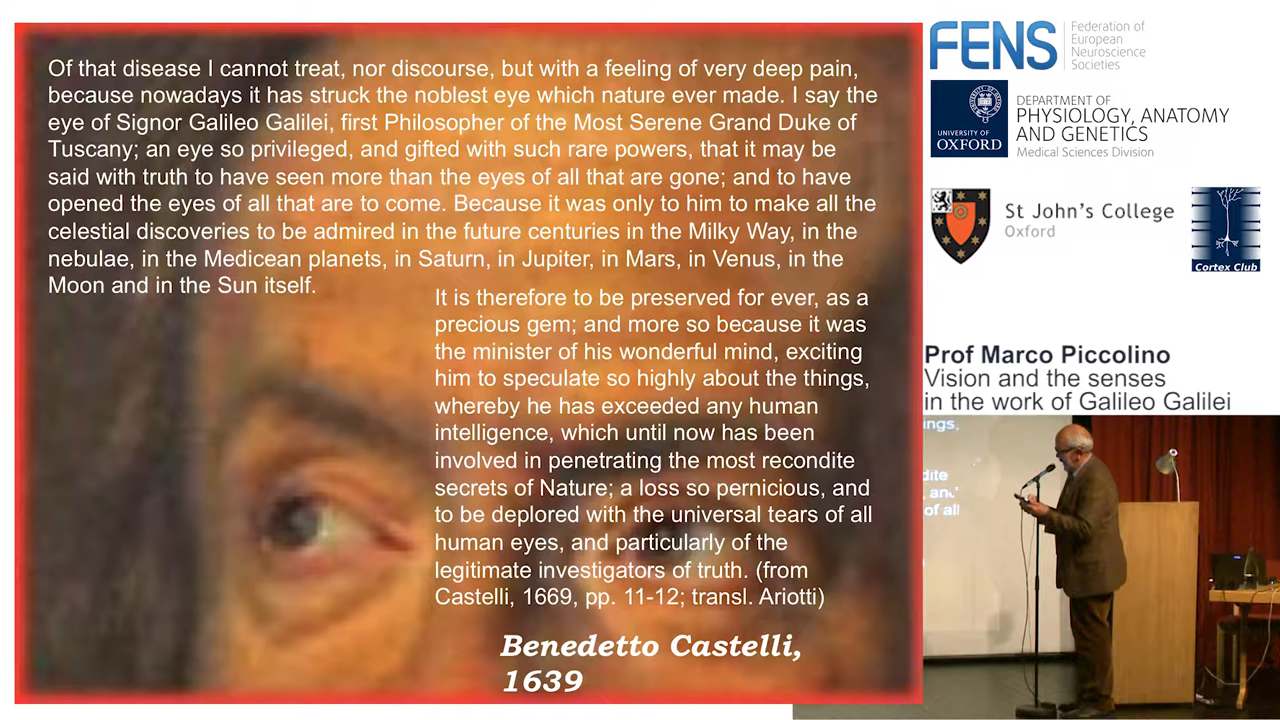 Of that disease I cannot treat, nor discourse, but with a feeling of very deep pain,
because nowadays it has struck the noblest eye which nature ever made. I say the
eye of Signor Galileo Galilei, first Philosopher of the Most Serene Grand Duke of
Tuscany; an eye so privileged, and gifted with such rare powers, that it may be
said with truth to have seen more than the eyes of all that are gone; and to have
opened the eyes of all that are to come. Because it was only to him to make all the
celestial discoveries to be admired in the future centuries in the Milky Way, in the
nebulae, in the Medicean planets, in Saturn, in Jupiter, in Mars, in Venus, in the
Moon and in the Sun itself.
It is therefore to be preserved for ever, as a
precious gem; and more so because it was
the minister of his wonderful mind, exciting
him to speculate so highly about the things,
whereby he has exceeded any human
intelligence, which until now has been
involved in penetrating the most recondite
secrets of Nature; a loss so pernicious, and
to be deplored with the universal tears of all
human eyes, and particularly of the
legitimate investigators of truth. (from
Castelli, 1669, pp. 11-12; transl. Ariotti)
Benedetto Castelli,
1639
FENS
Federation of
European
Neuroscience
Societies
UNIVERSITY OF
OXFORD
DEPARTMENT OF
PHYSIOLOGY, ANATOMY
AND GENETICS
Medical Sciences Division
St John's College
Oxford
Cortex Club
Prof Marco Piccolino
Vision and the senses
in the work of Galileo Galilei
ings,
dite
, and
of all